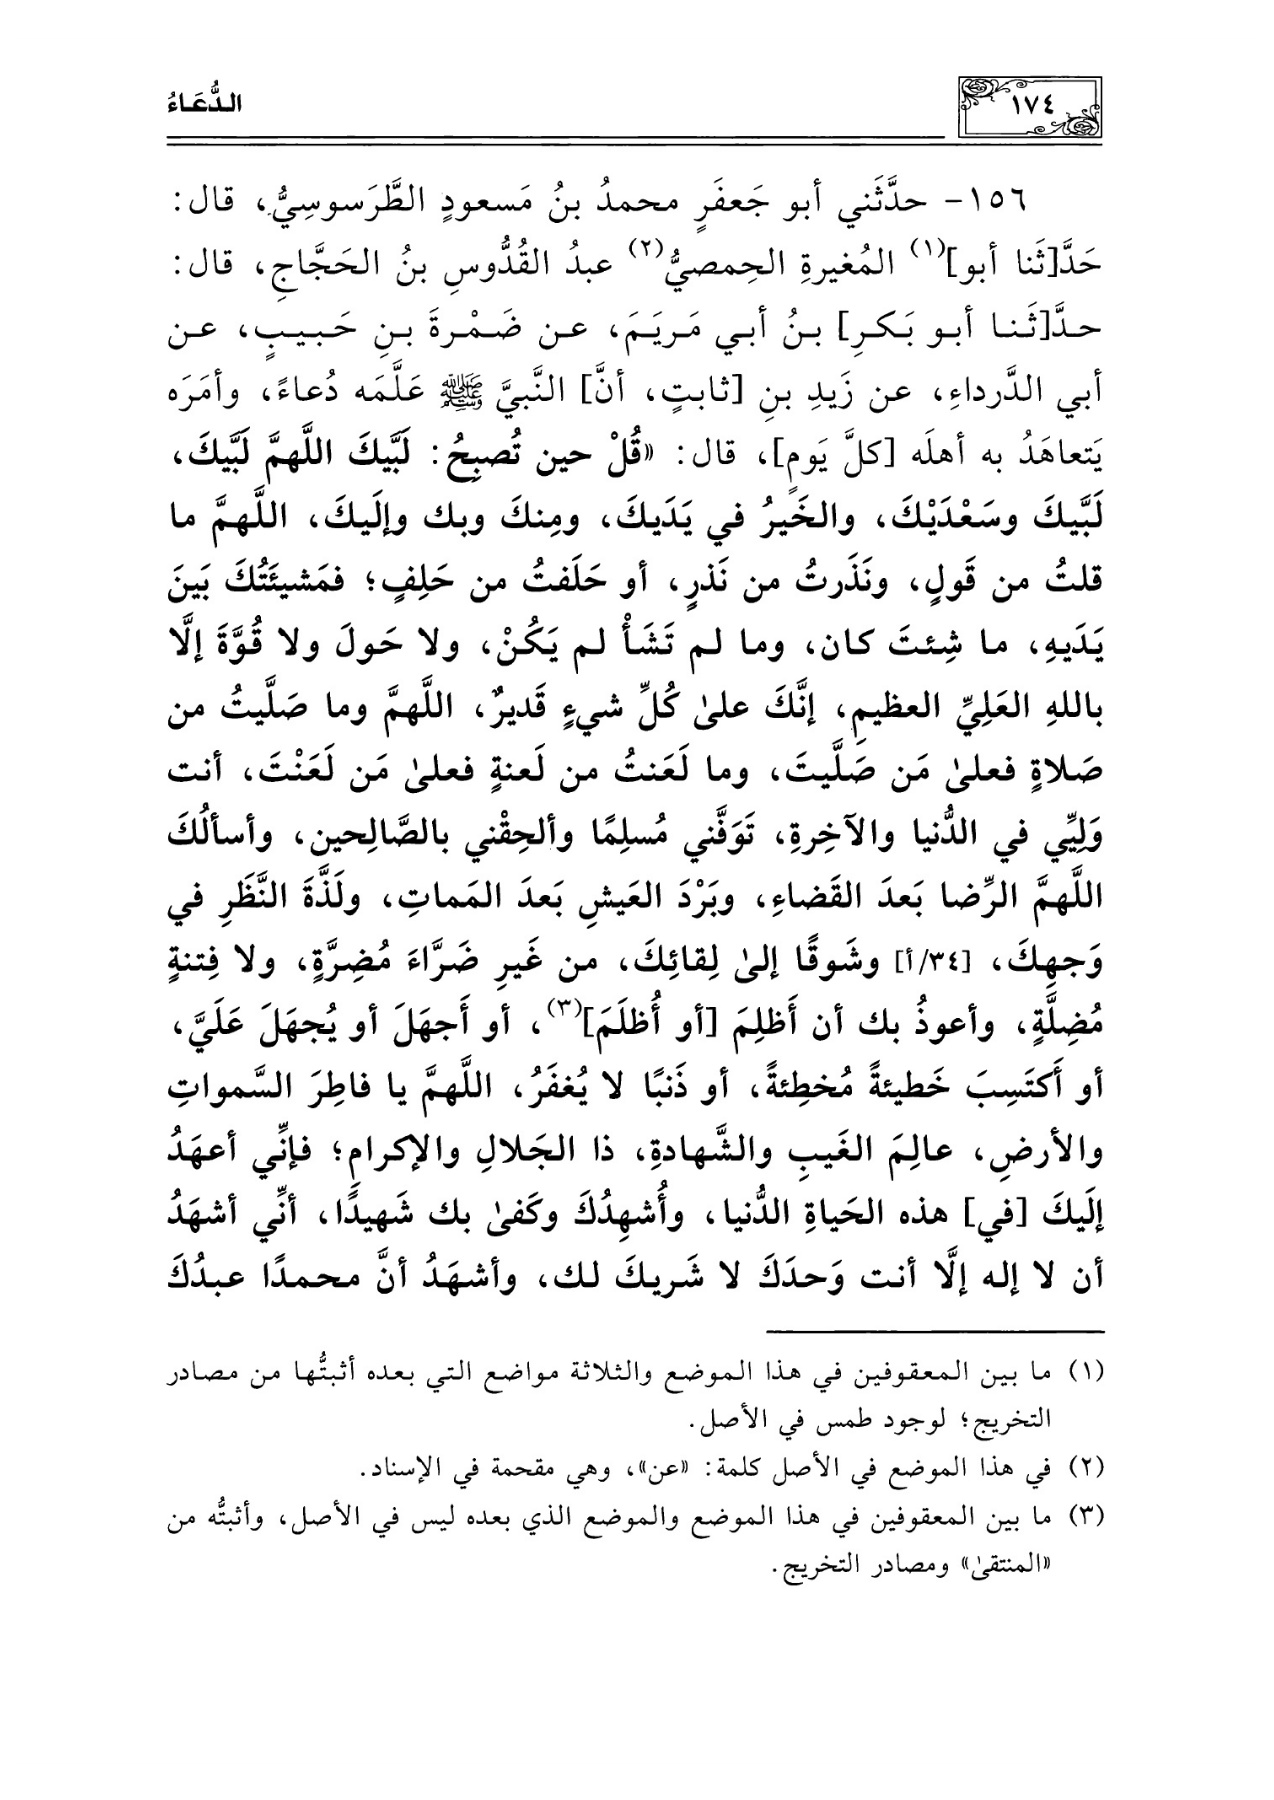 ١٧٤
الدُّعَاءُ
١٥٦- حدَّثَني أبو جَعفَرٍ محمدُ بنُ مَسعودٍ الطَّرَسوسِيُّ، قال:
حَدَّ[ثَنا أبو](١) المُغيرةِ الحِمصيُّ(٢) عبدُ القُدُّوسِ بنُ الحَجَّاجِ، قال:
حدَّ[ثَنا أبو بَكرِ] بنُ أبي مَريَمَ، عن ضَمْرةَ بنِ حَبيبٍ، عن
أبي الدَّرداءِ، عن زَيدِ بنِ [ثابتٍ، أنَّ] النَّبيَّ ﷺ عَلَّمَه دُعاءً، وأمَرَه
يَتعاهَدُ به أهلَه [كلَّ يَومٍ]، قال: «قُلْ حين تُصبِحُ: لَبَّيكَ اللَّهمَّ لَبَّيكَ،
لَبَّيكَ وسَعْدَيْكَ، والخَيرُ في يَدَيكَ، ومِنكَ وبك وإلَيكَ، اللَّهمَّ ما
قلتُ من قَولٍ، ونَذَرتُ من نَذرٍ، أو حَلَفتُ من حَلِفٍ؛ فمَشيئَتُكَ بَينَ
يَدَيهِ، ما شِئتَ كان، وما لم تَشَأْ لم يَكُنْ، ولا حَولَ ولا قُوَّةَ إلَّا
باللهِ العَلِيِّ العظيمِ، إنَّكَ علىٰ كُلِّ شيءٍ قَديرٌ، اللَّهمَّ وما صَلَّيتُ من
صَلاةٍ فعلىٰ مَن صَلَّيتَ، وما لَعَنتُ من لَعنةٍ فعلىٰ مَن لَعَنْتَ، أنت
وَلِيِّي في الدُّنيا والآخِرةِ، تَوَفَّني مُسلِمًا وألحِقْني بالصَّالِحين، وأسألُكَ
اللَّهمَّ الرِّضا بَعدَ القَضاءِ، وبَرْدَ العَيشِ بَعدَ المَماتِ، ولَذَّةَ النَّظَرِ في
وَجهِكَ، [٣٤/أ] وشَوقًا إلىٰ لِقائِكَ، من غَيرِ ضَرَّاءَ مُضِرَّةٍ، ولا فِتنةٍ
مُضِلَّةٍ، وأعوذُ بك أن أَظلِمَ [أو أُظلَمَ](٣)، أو أَجهَلَ أو يُجهَلَ عَلَيَّ،
أو أَكتَسِبَ خَطيئةً مُخطِئةً، أو ذَنبًا لا يُغفَرُ، اللَّهمَّ يا فاطِرَ السَّمواتِ
والأرضِ، عالِمَ الغَيبِ والشَّهادةِ، ذا الجَلالِ والإكرامِ؛ فإنِّي أعهَدُ
إلَيكَ [في] هذه الحَياةِ الدُّنيا، وأُشهِدُكَ وكَفىٰ بك شَهيدًا، أنِّي أشهَدُ
أن لا إله إلَّا أنت وَحدَكَ لا شَريكَ لك، وأشهَدُ أنَّ محمدًا عبدُكَ
(١) ما بين المعقوفين في هذا الموضع والثلاثة مواضع التي بعده أثبتُّها من مصادر
التخريج؛ لوجود طمس في الأصل.
(٢) في هذا الموضع في الأصل كلمة: «عن»، وهي مقحمة في الإسناد.
(٣) ما بين المعقوفين في هذا الموضع والموضع الذي بعده ليس في الأصل، وأثبتُّه من
«المنتقىٰ» ومصادر التخريج.